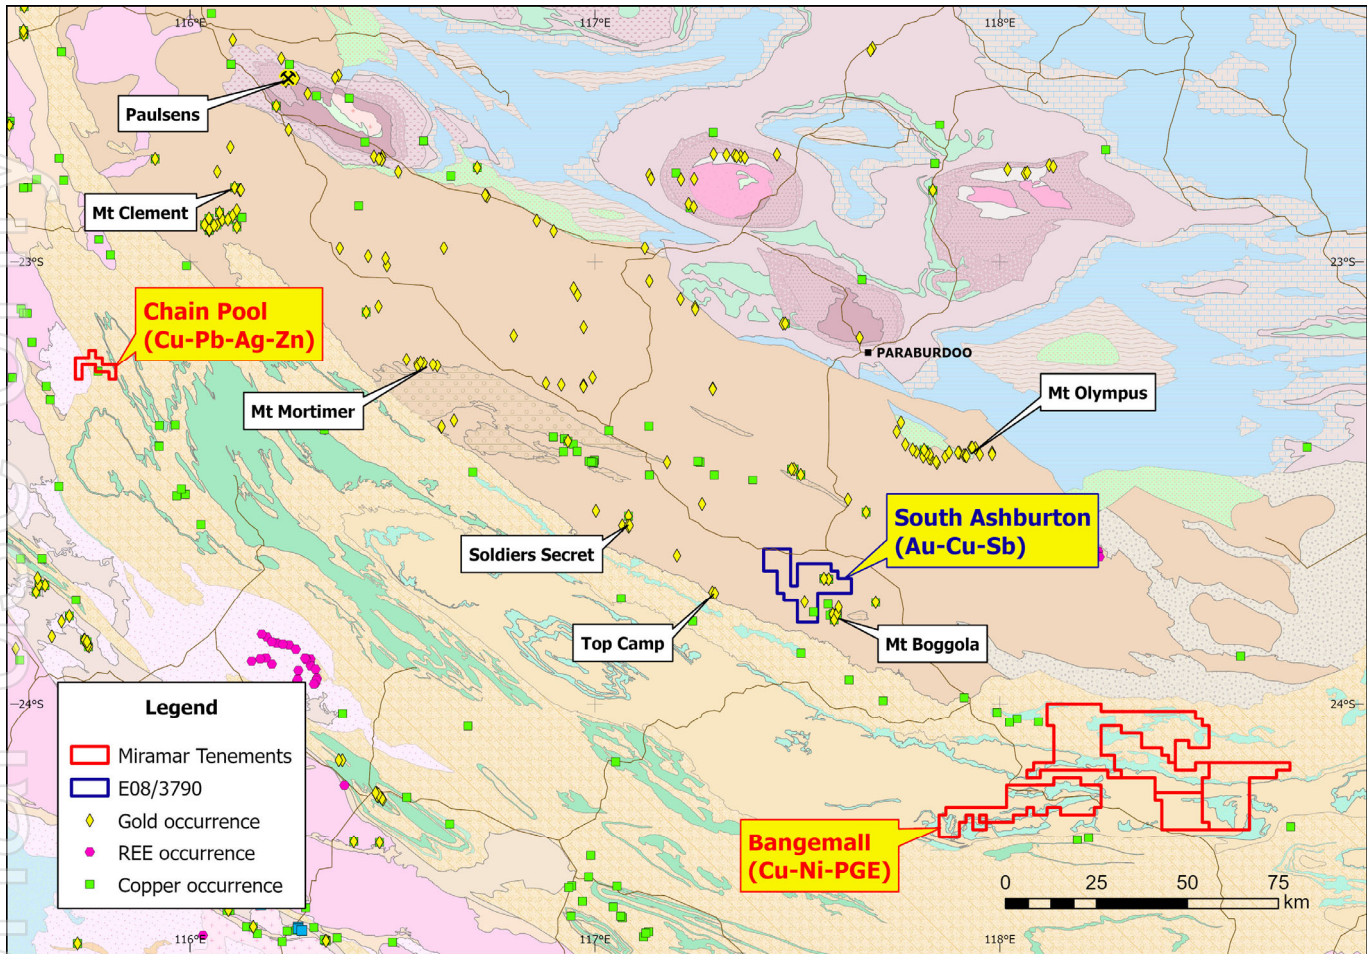 116°E
117°E
118°E
Paulsens
Mt Clement
23°S
23°S
Chain Pool
(Cu-Pb-Ag-Zn)
PARABURDOO
Mt Mortimer
Mt Olympus
South Ashburton
(Au-Cu-Sb)
Soldiers Secret
Top Camp
Mt Boggola
24°S
24°S
Legend
Miramar Tenements
E08/3790
Gold occurrence
REE occurrence
Copper occurrence
Bangemall
(Cu-Ni-PGE)
0 25 50 75
km
116°E
117°E
118°E